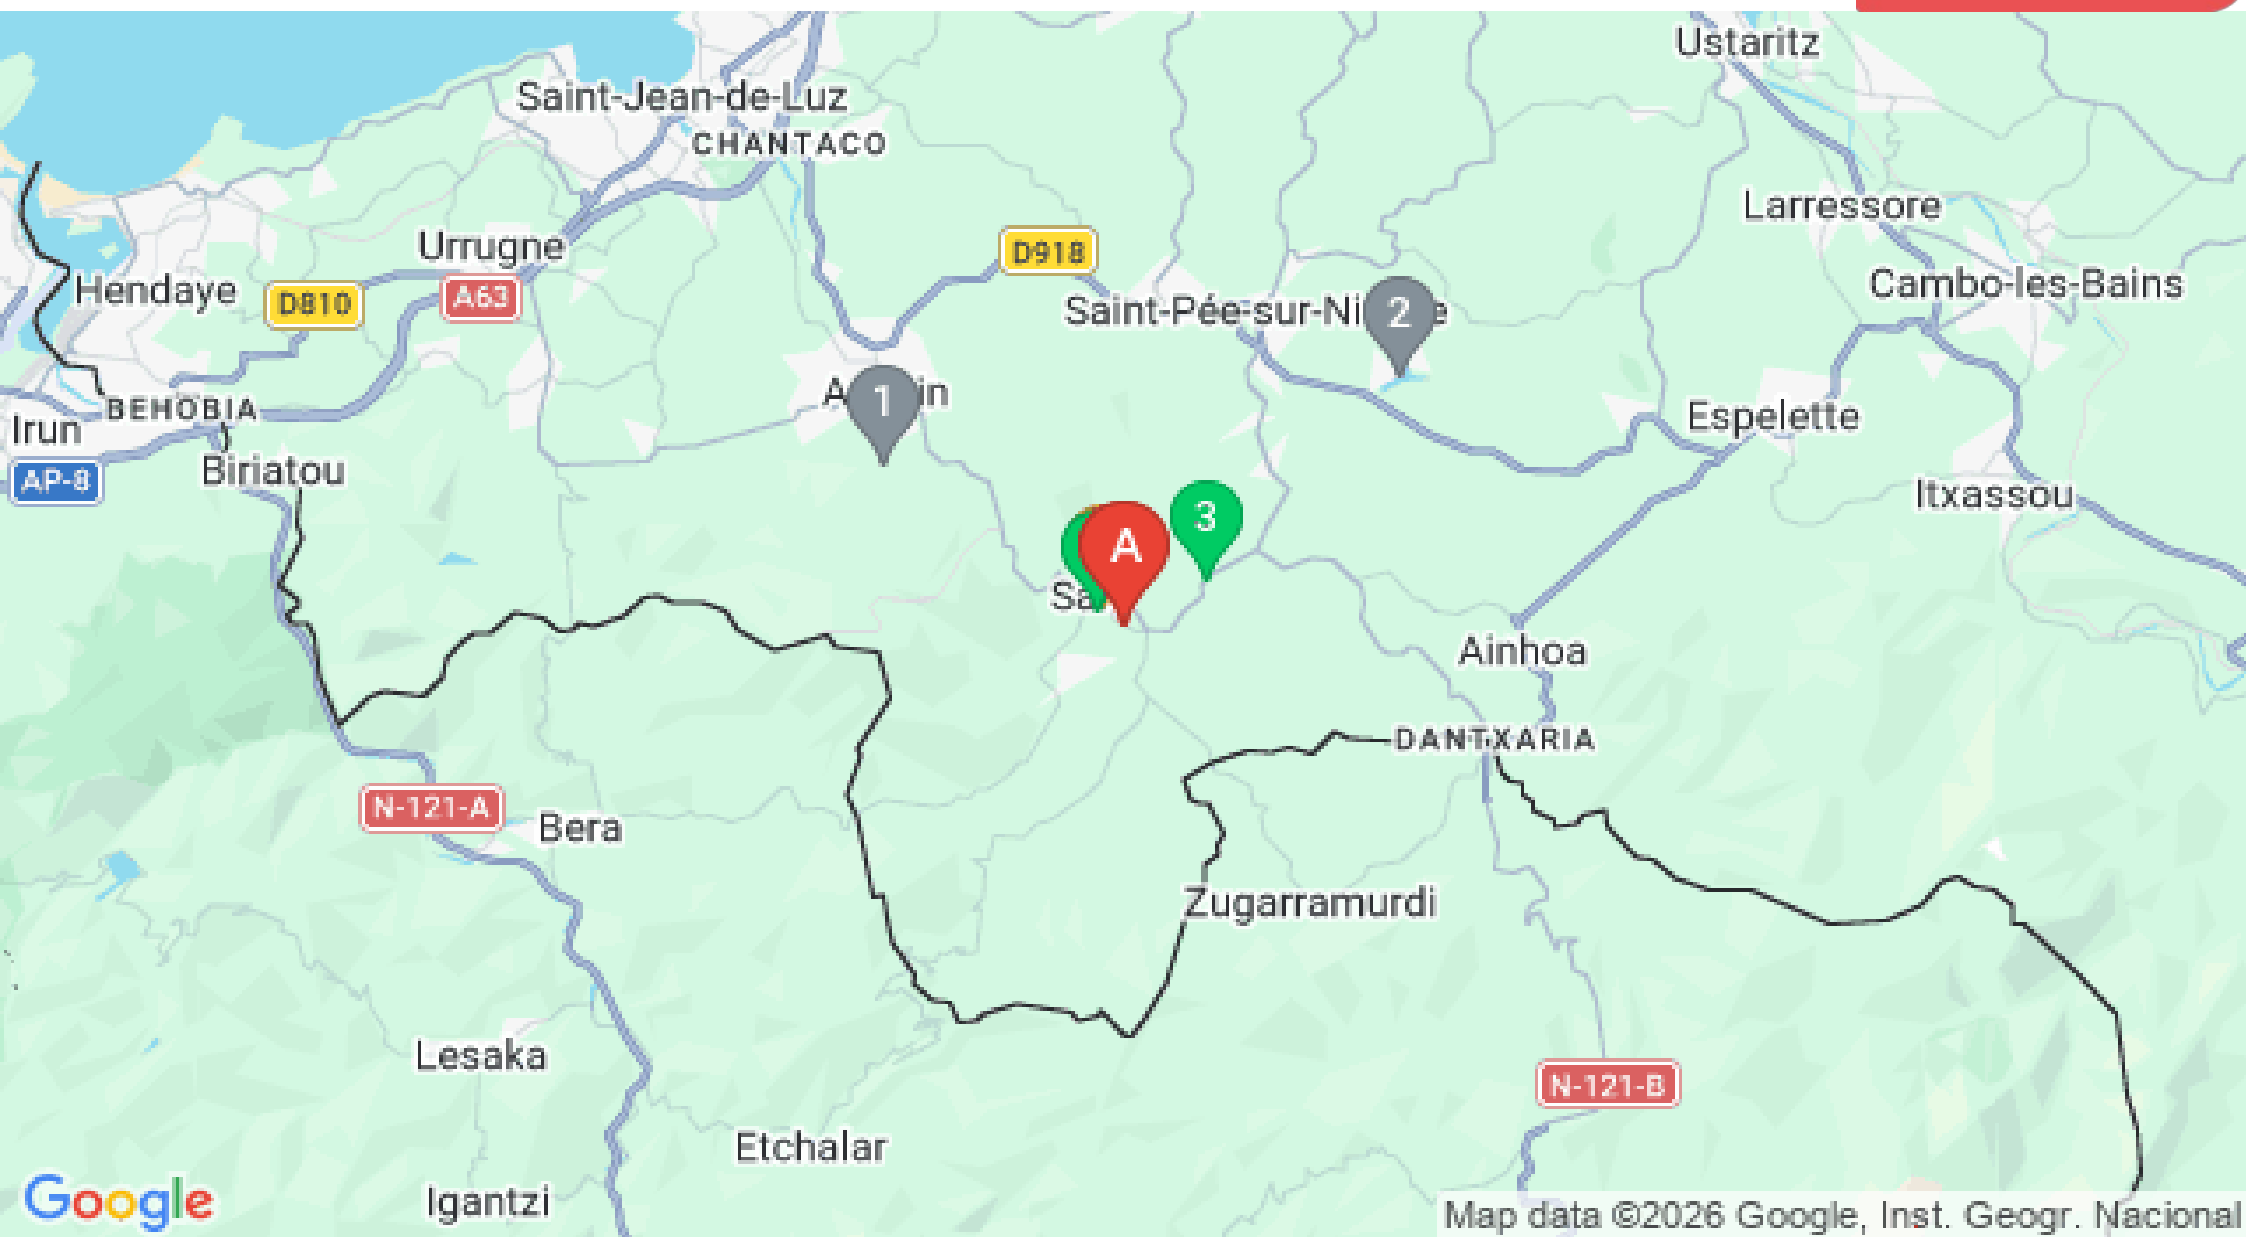 Ustaritz
Saint-Jean-de-Luz
CHANTACO
Larressore
Urrugne
D918
Hendaye
D810
A63
Saint-Pée-sur-Ni
2
e
Cambo-les-Bains
A
1
in
BEHOBIA
Irun
Espelette
AP-8
Biriatou
Itxassou
3
A
Sa
Ainhoa
DANTXARIA
N-121-A
Bera
Zugarramurdi
Lesaka
N-121-B
Etchalar
Igantzi
Google
Map data ©2026 Google, Inst. Geogr. Nacional